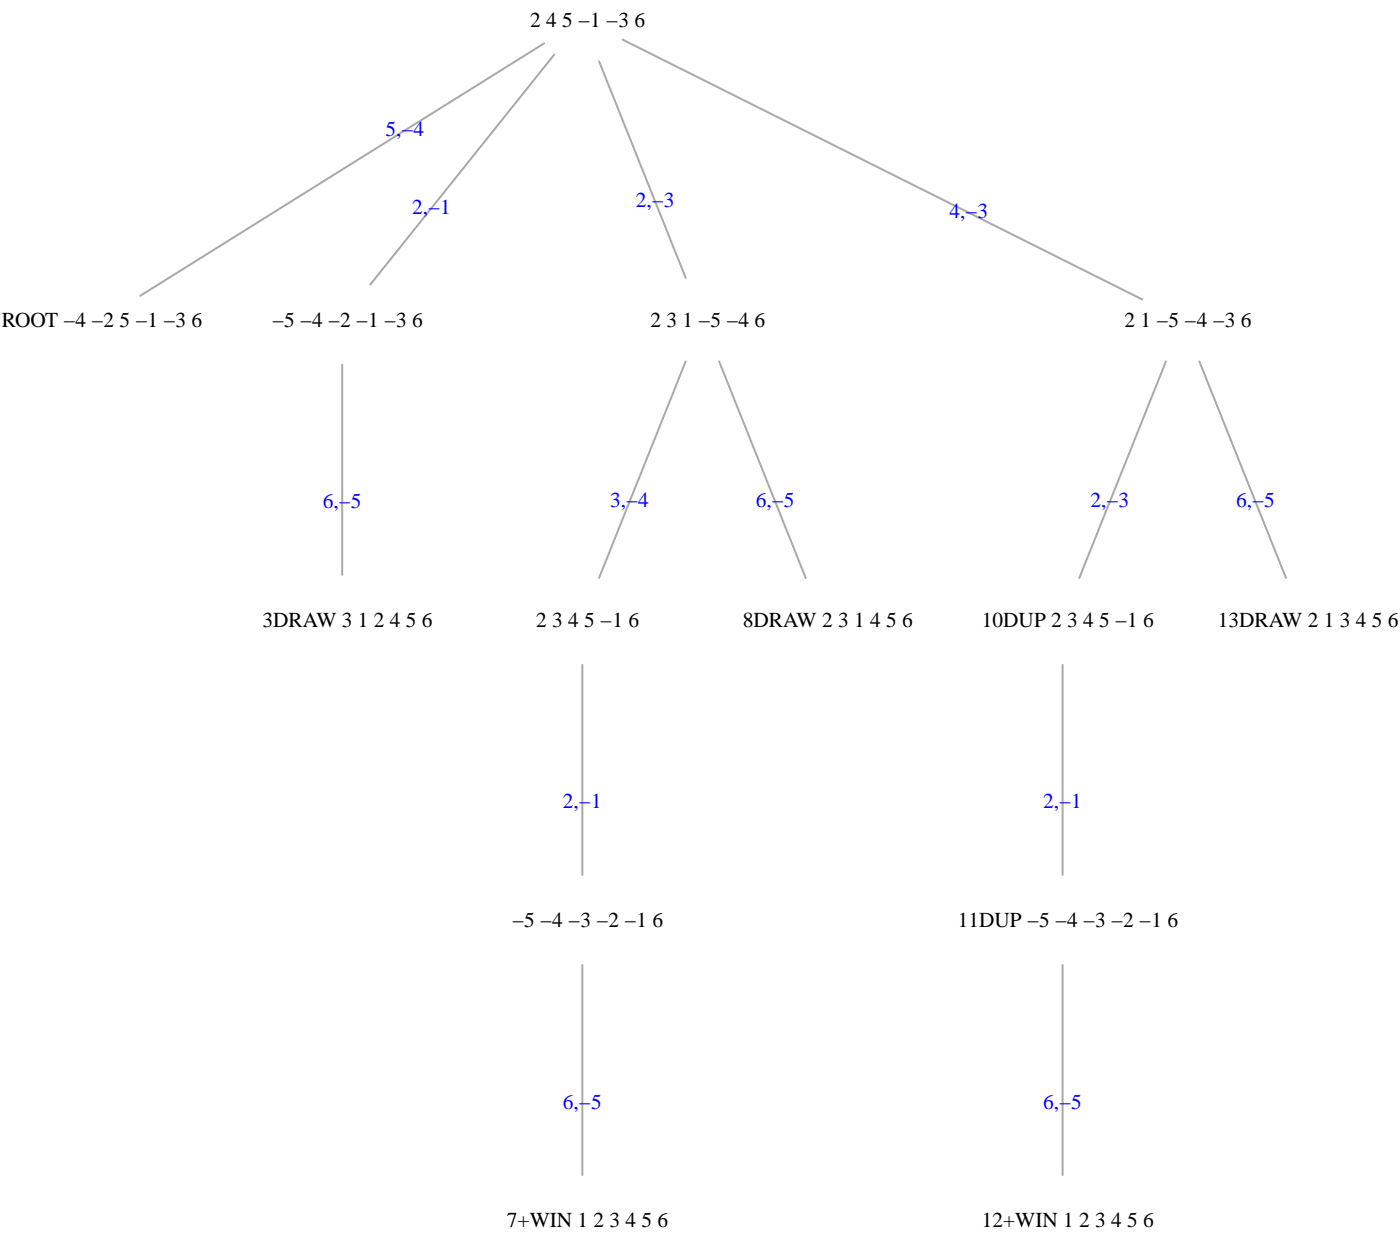 2 4 5 –1 –3 6
5,–4
2,–1
2,–3
4,–3
ROOT –4 –2 5 –1 –3 6
–5 –4 –2 –1 –3 6
2 3 1 –5 –4 6
2 1 –5 –4 –3 6
6,–5
3,–4
6,–5
2,–3
6,–5
3DRAW 3 1 2 4 5 6
2 3 4 5 –1 6
8DRAW 2 3 1 4 5 6
10DUP 2 3 4 5 –1 6
13DRAW 2 1 3 4 5 6
2,–1
2,–1
–5 –4 –3 –2 –1 6
11DUP –5 –4 –3 –2 –1 6
6,–5
6,–5
7+WIN 1 2 3 4 5 6
12+WIN 1 2 3 4 5 6